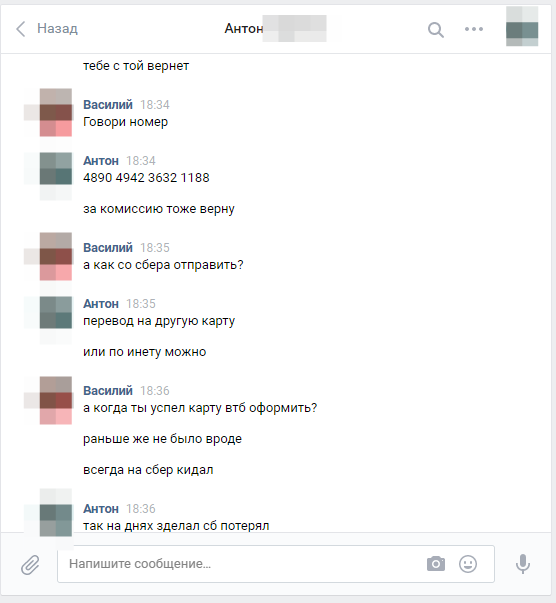 Назад
Антон
тебе с той вернет
Василий 18:34
Говори номер
Антон 18:34
4890 4942 3632 1188
за комиссию тоже верну
Василий 18:35
а как со сбера отправить?
Антон 18:35
перевод на другую карту
или по инету можно
Василий 18:36
а когда ты успел карту втб оформить?
раньше же не было вроде
всегда на сбер кидал
Антон 18:36
так на днях зделал сб потерял
Напишите сообщение...